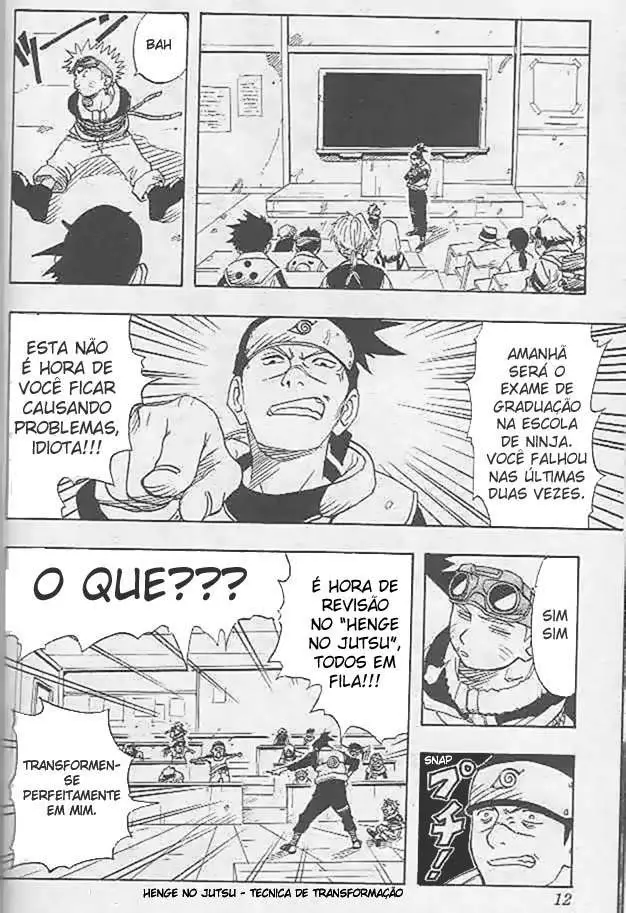 BAH
AMANHÃ
SERÁ O
EXAME DE
GRADUAÇÃO
NA ESCOLA
DE NINJA.
VOCÊ FALHOU
NAS ÚLTIMAS
DUAS VEZES.
ESTA NÃO
É HORA DE
VOCÊ FICAR
CAUSANDO
PROBLEMAS,
IDIOTA!!!
SIM
SIM
SNAP
プチ!
É HORA DE
REVISÃO
NO "HENGE
NO JUTSU",
TODOS EM
FILA!!!
O QUE???
TRANSFORMEN-
SE
PERFEITAMENTE
EM MIM.
HENGE NO JUTSU - TECNICA DE TRANSFORMAÇÃO
12